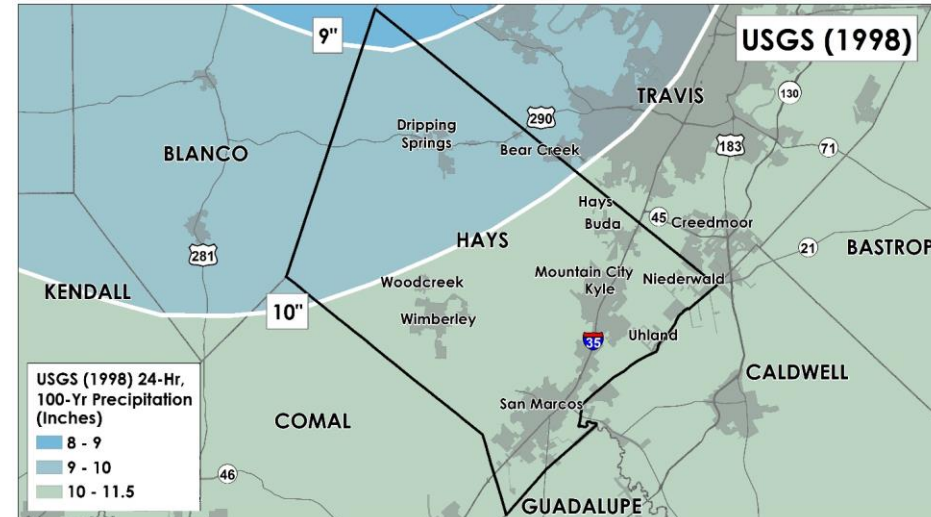 9"
USGS (1998)
TRAVIS
130
290
Dripping
Springs
183
71
BLANCO
Bear Creek
Hays
45
Creedmoor
Buda
HAYS
21
BASTROP
281
Mountain City
Kyle
Niederwald
KENDALL
Woodcreek
10"
Wimberley
35
Uhland
USGS (1998) 24-Hr,
100-Yr Precipitation
(Inches)
8 - 9
9 - 10
10 - 11.5
CALDWELL
San Marcos
COMAL
46
GUADALUPE